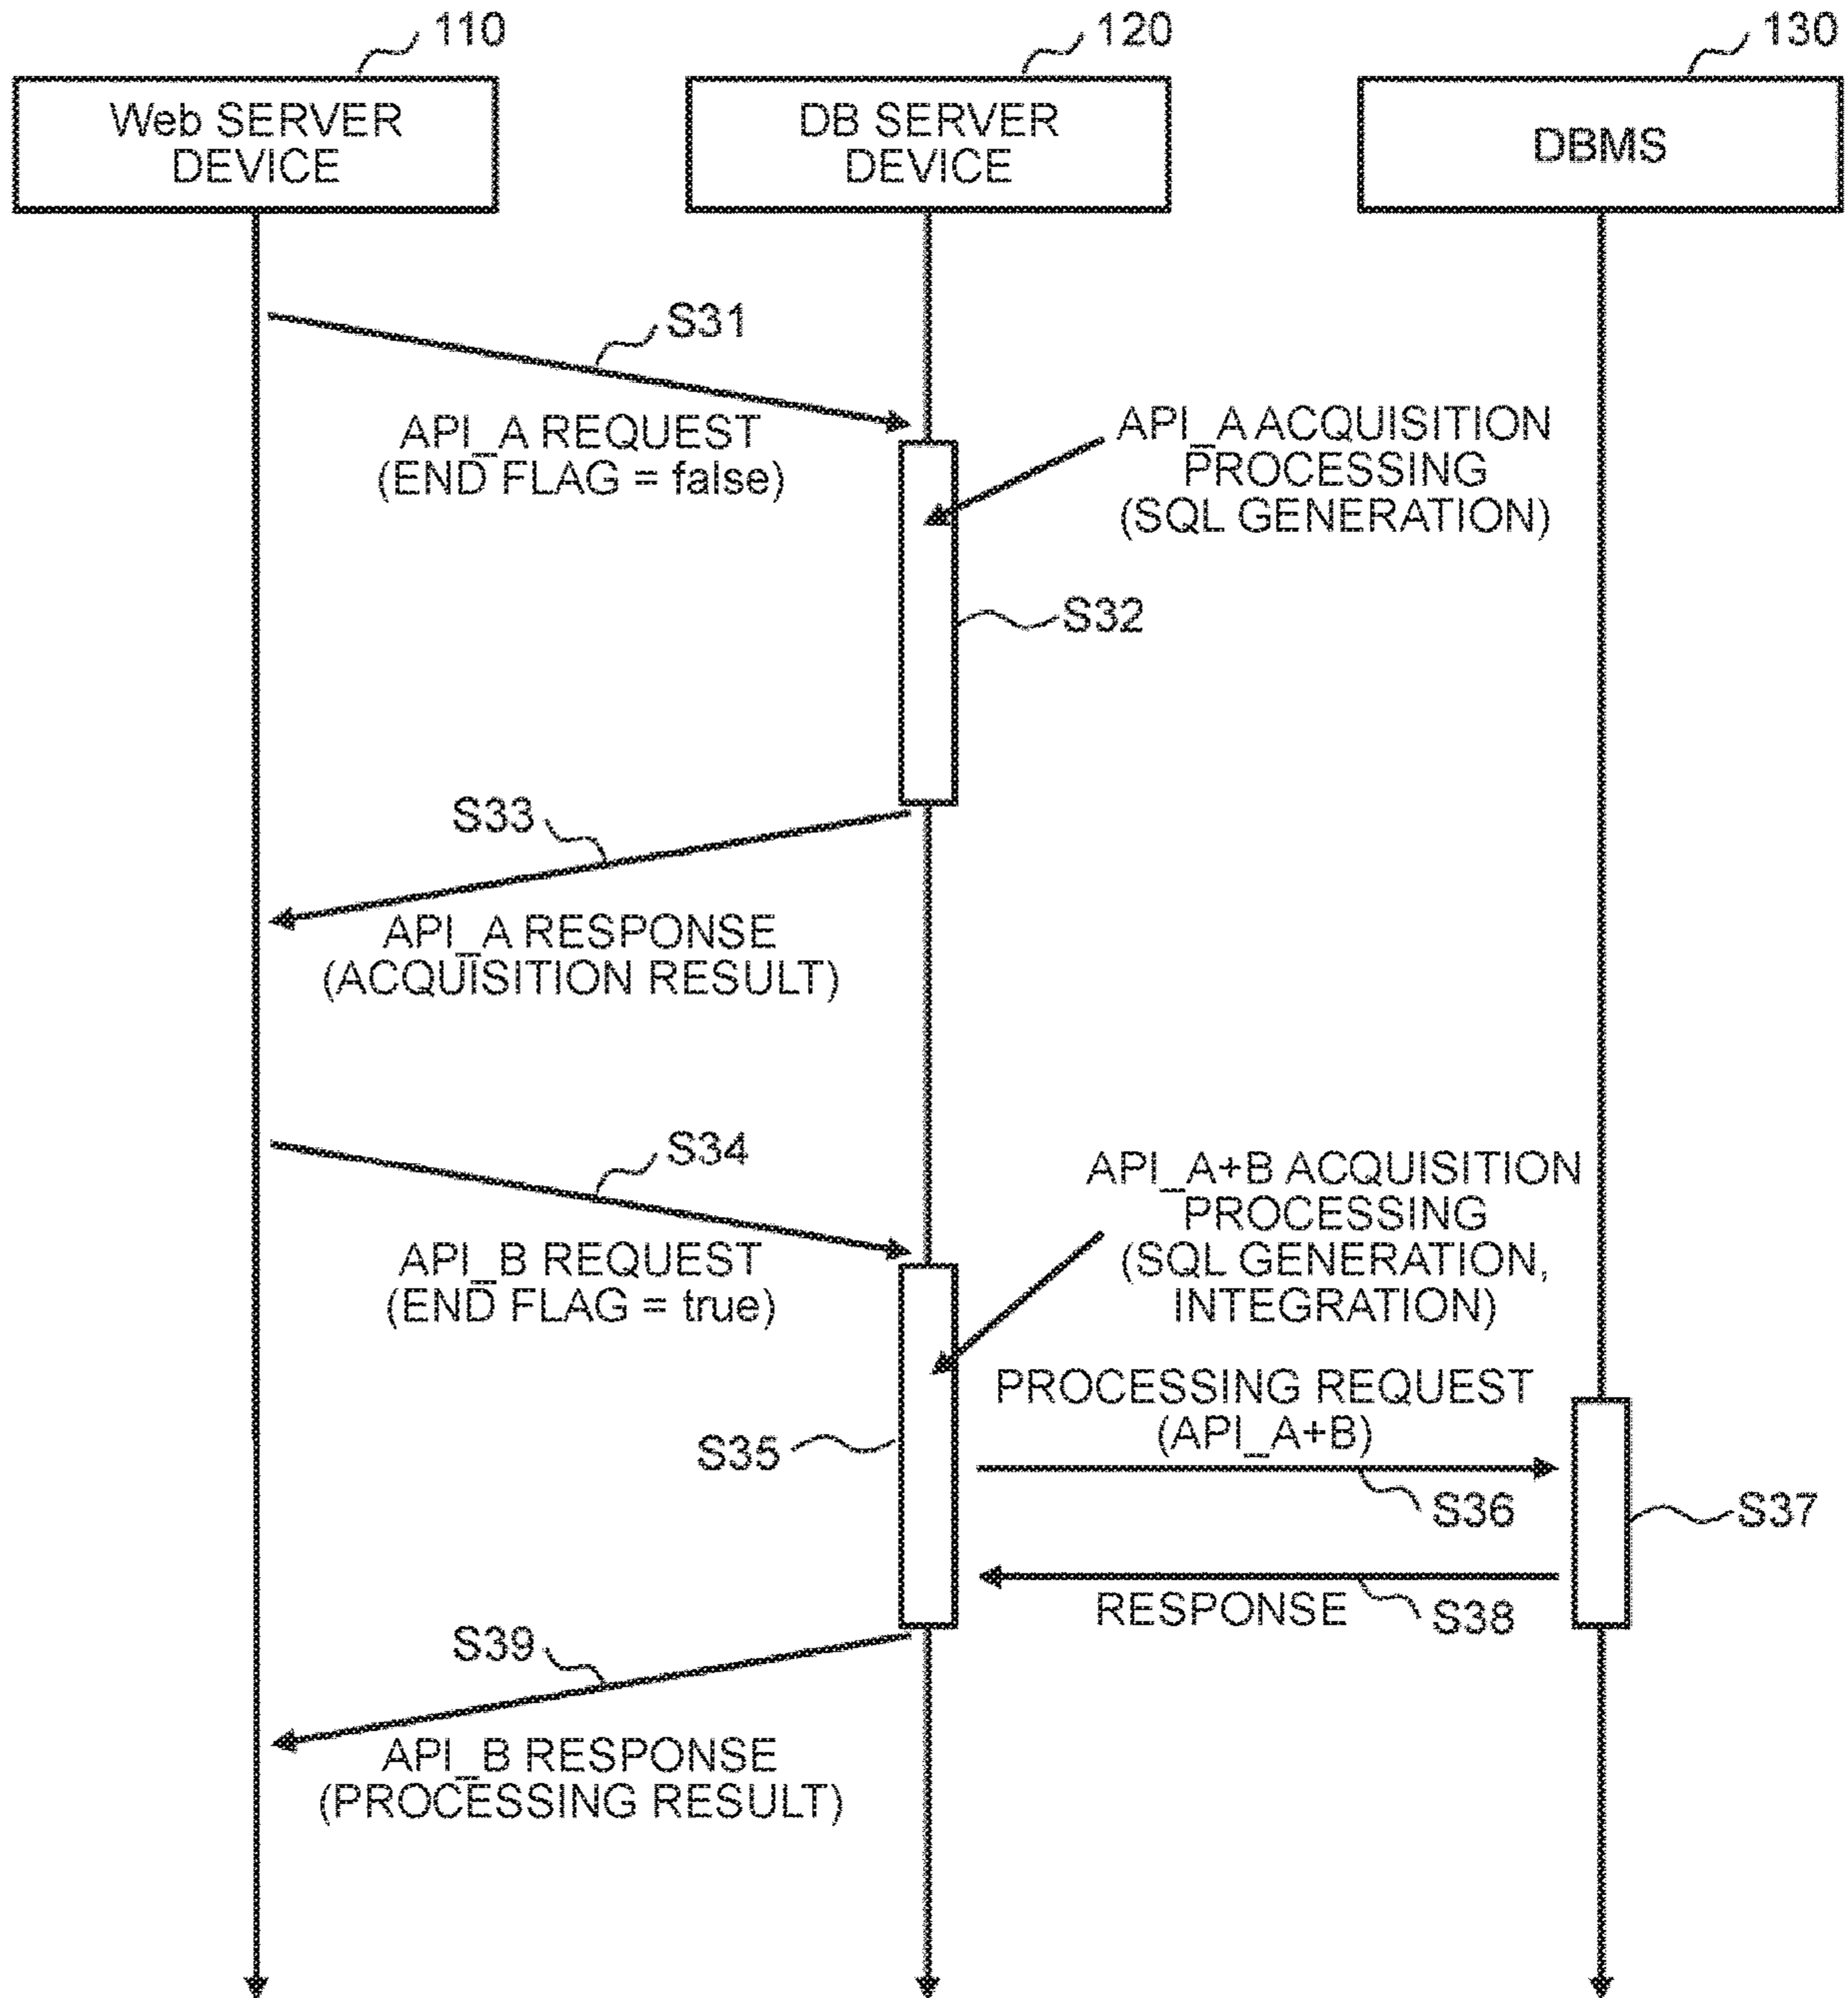 110
120
130
Web SERVER
DEVICE
DB SERVER
DEVICE
DBMS
S31
API_A REQUEST
(END FLAG = false)
API_A ACQUISITION
PROCESSING
(SQL GENERATION)
S32
S33
API_A RESPONSE
(ACQUISITION RESULT)
S34
API_B REQUEST
(END FLAG = true)
API_A+B ACQUISITION
PROCESSING
(SQL GENERATION,
INTEGRATION)
PROCESSING REQUEST
(API_A+B)
S35
S36
S37
RESPONSE
S38
S39
API_B RESPONSE
(PROCESSING RESULT)